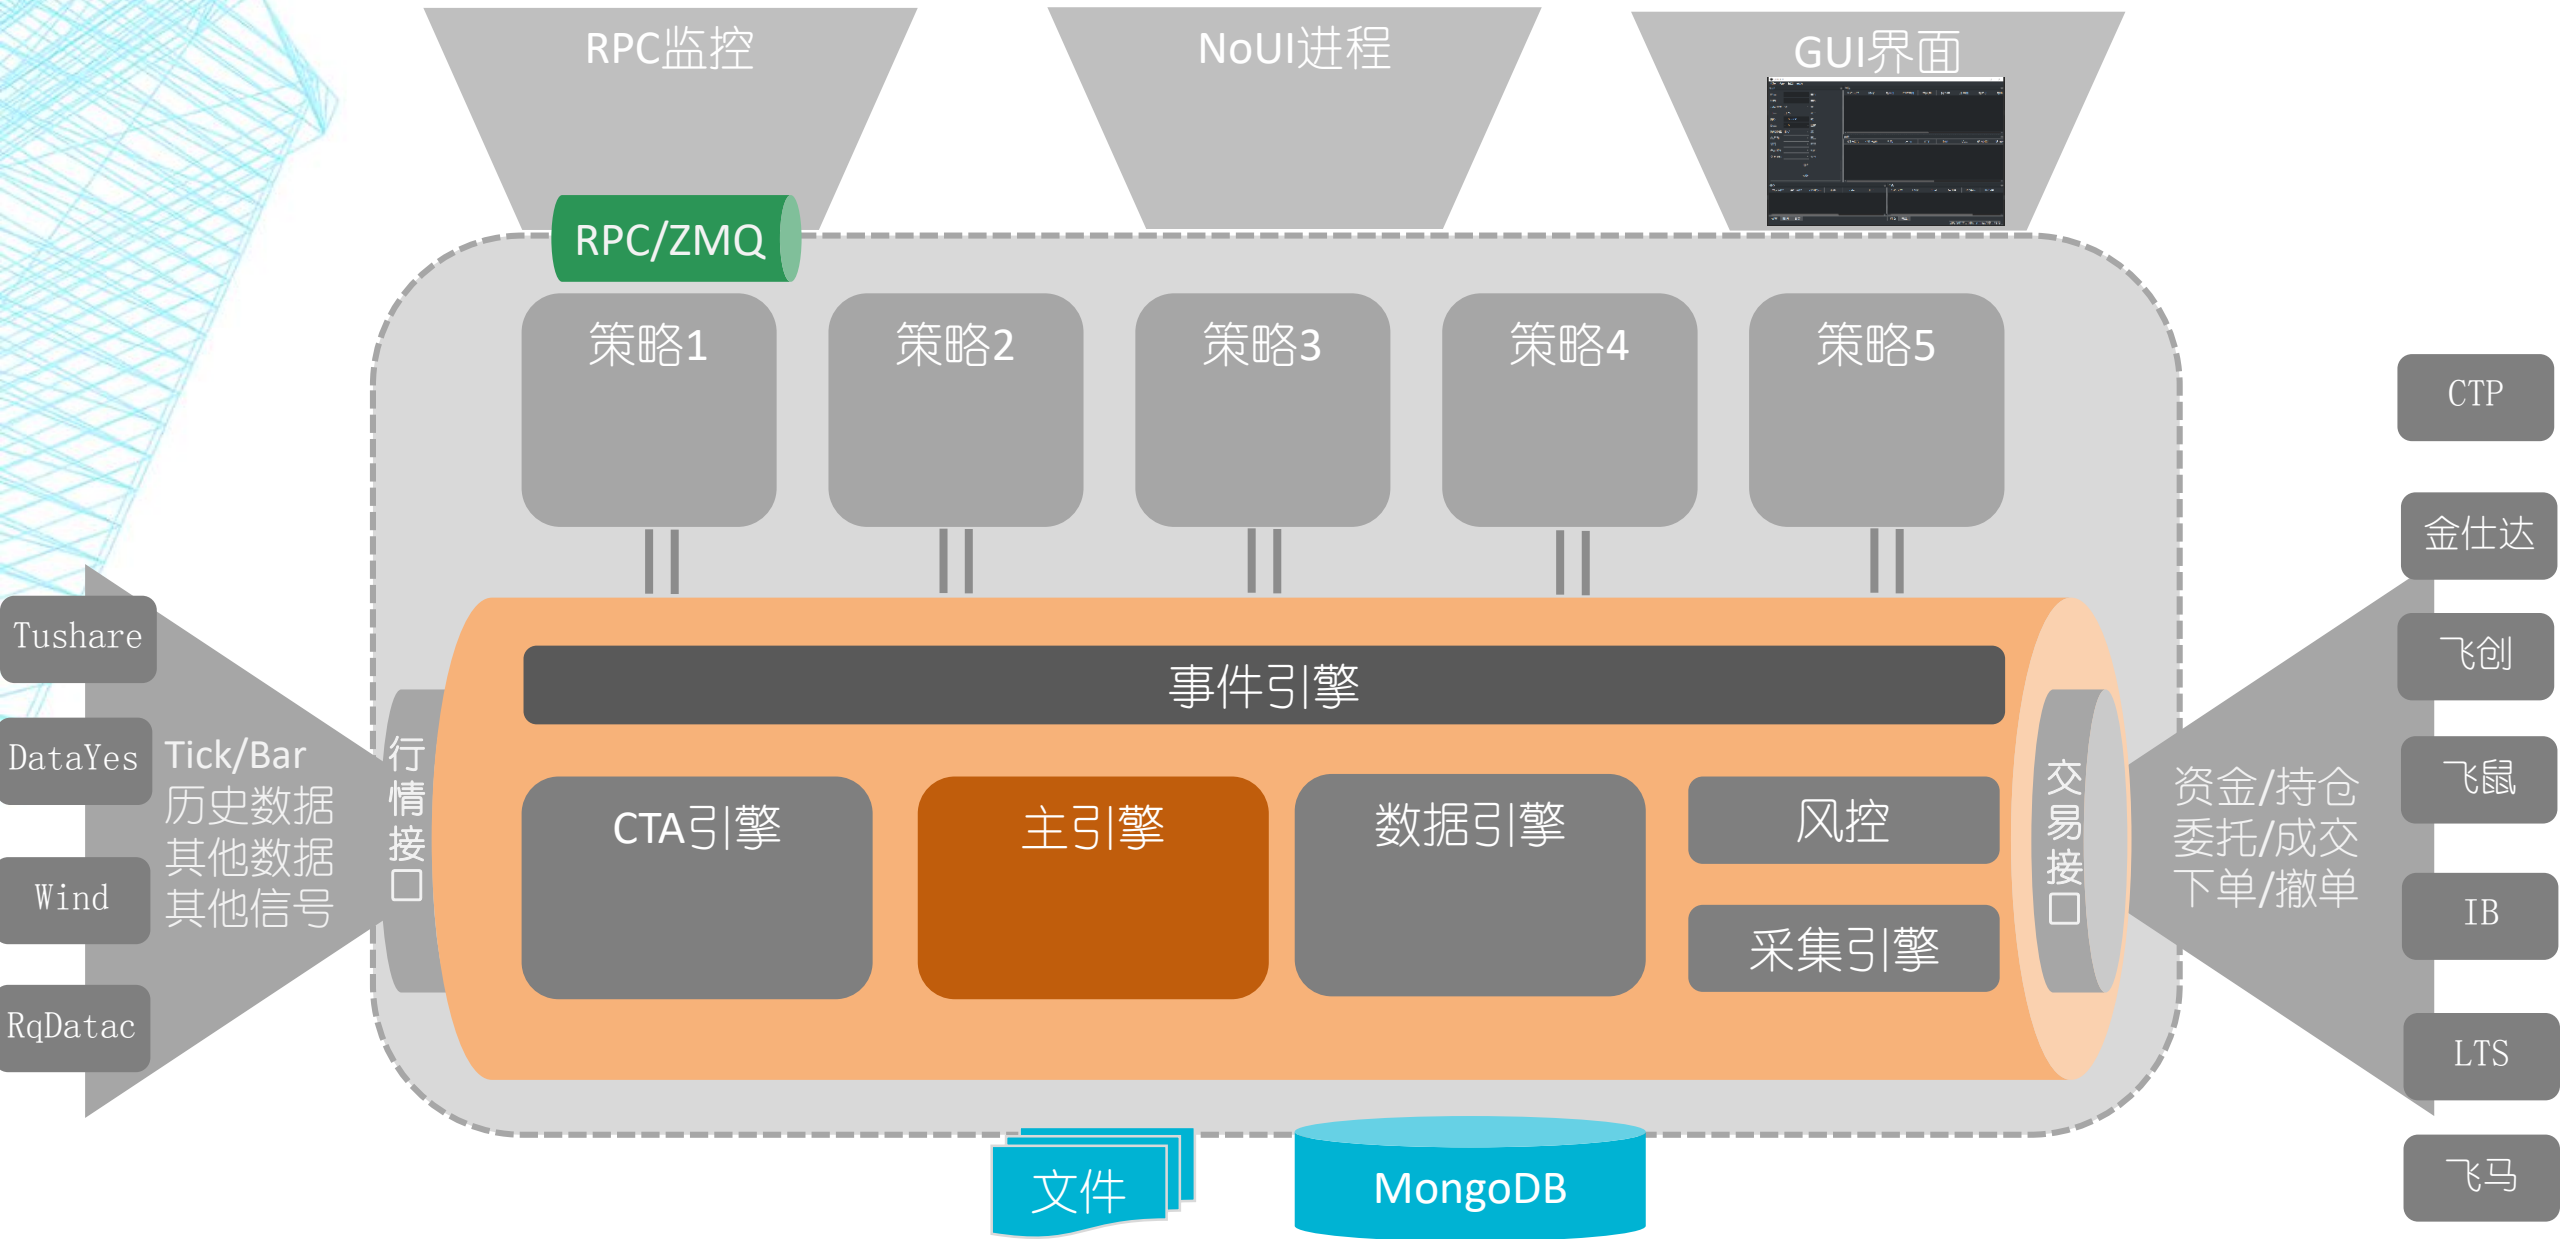 RPC监控
NoUI进程
GUI界面
RPC/ZMQ
策略1
策略2
策略3
策略4
策略5
Tushare
DataYes
Wind
RqDatac
Tick/Bar
历史数据
其他数据
其他信号
行情接口
事件引擎
CTA引擎
主引擎
数据引擎
风控
采集引擎
交易接口
资金/持仓
委托/成交
下单/撤单
CTP
金仕达
飞创
飞鼠
IB
LTS
飞马
文件
MongoDB